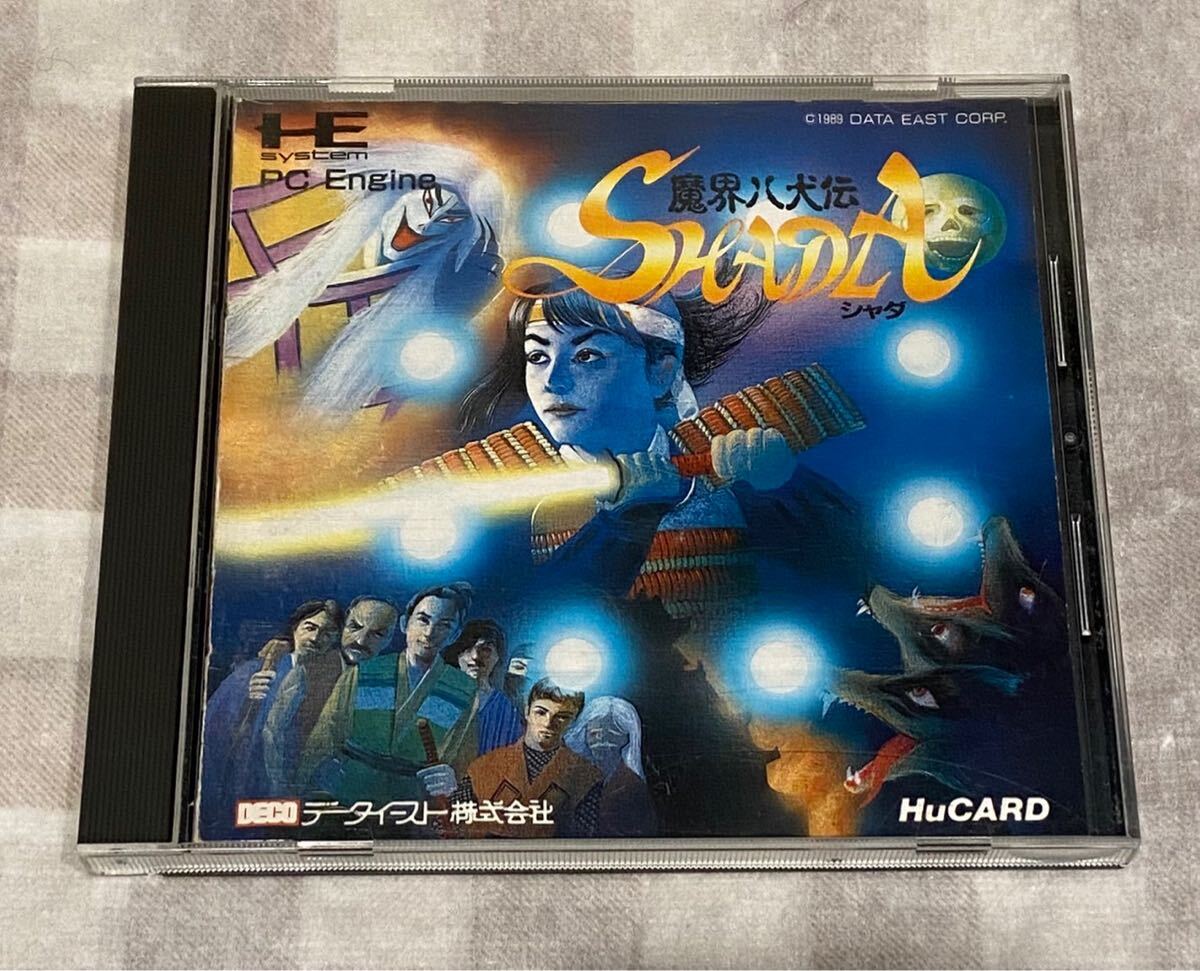 HE
system
PC Engine
©1989 DATA EAST CORP.
魔界八犬伝
SHADA
シャダ
DECO データイースト株式会社
HuCARD